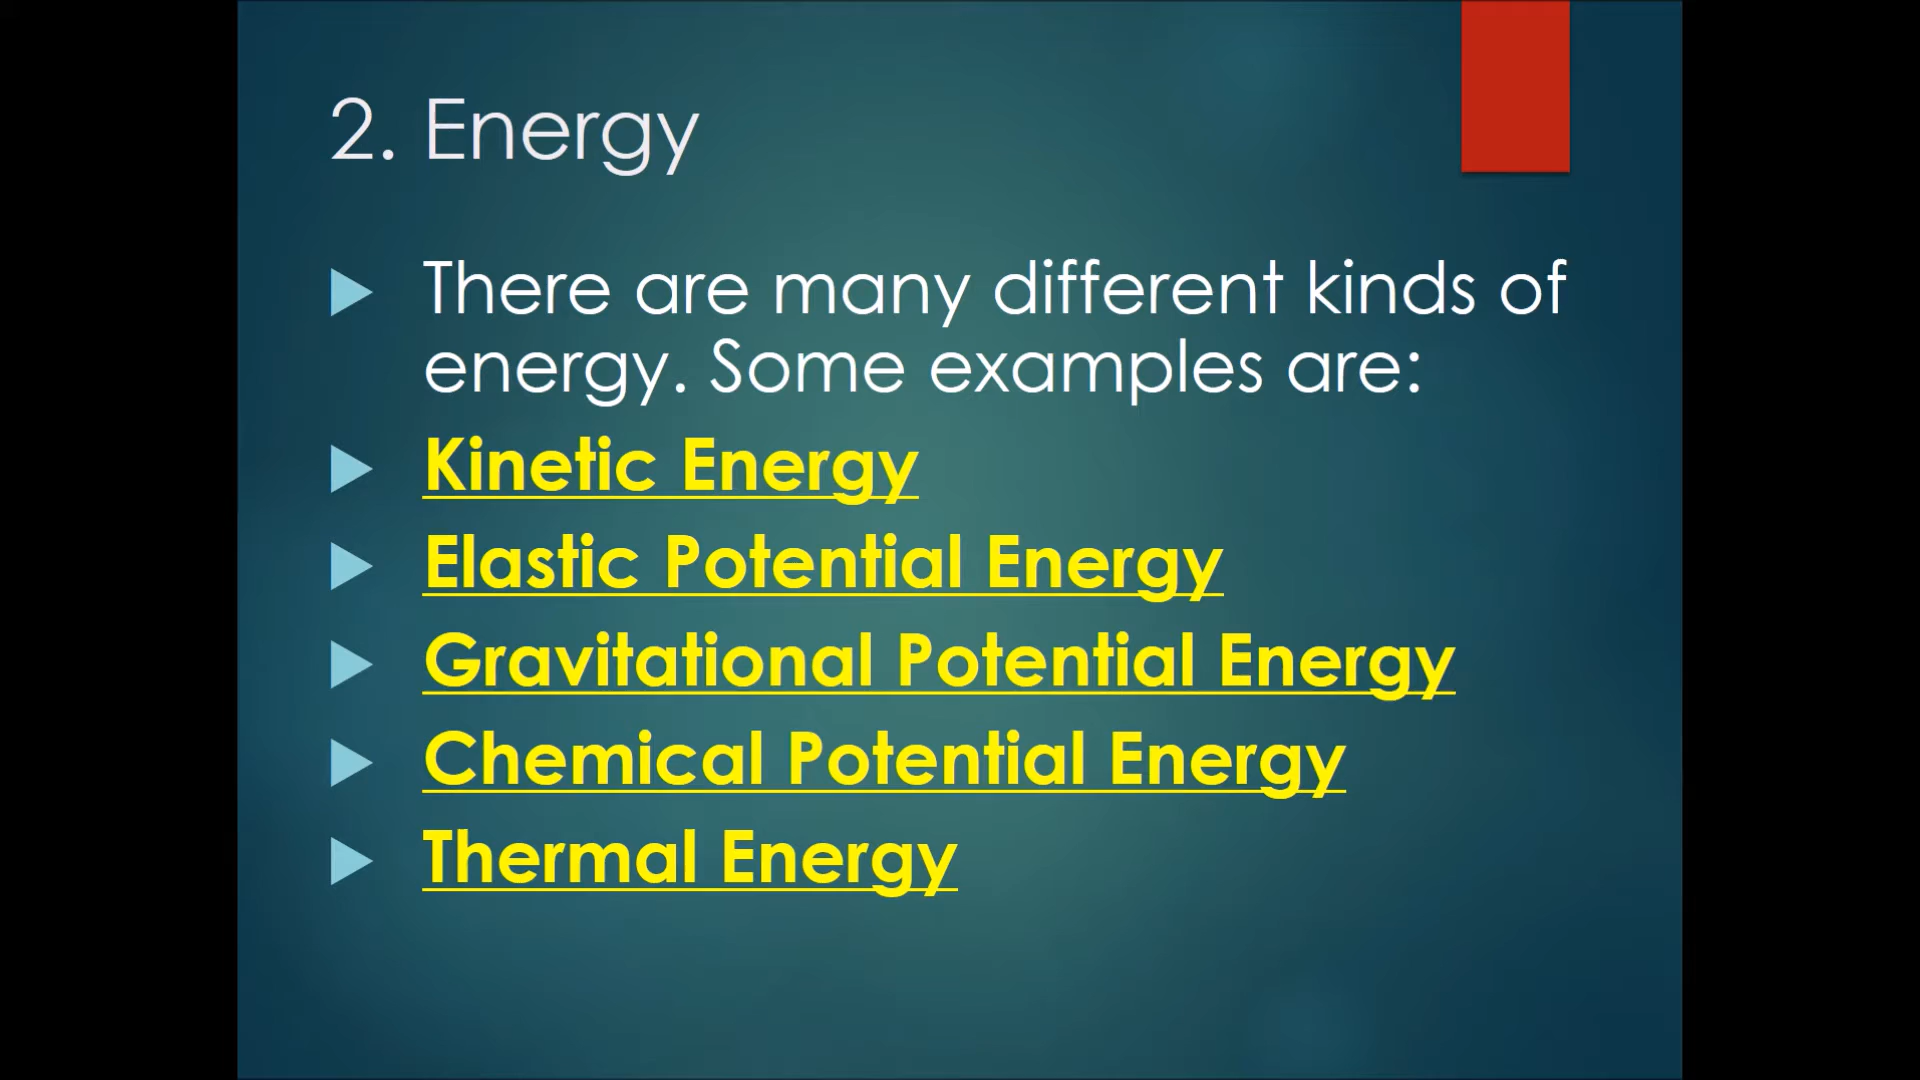 2. Energy
There are many different kinds of
energy. Some examples are:
Kinetic Energy
Elastic Potential Energy
Gravitational Potential Energy
Chemical Potential Energy
Thermal Energy